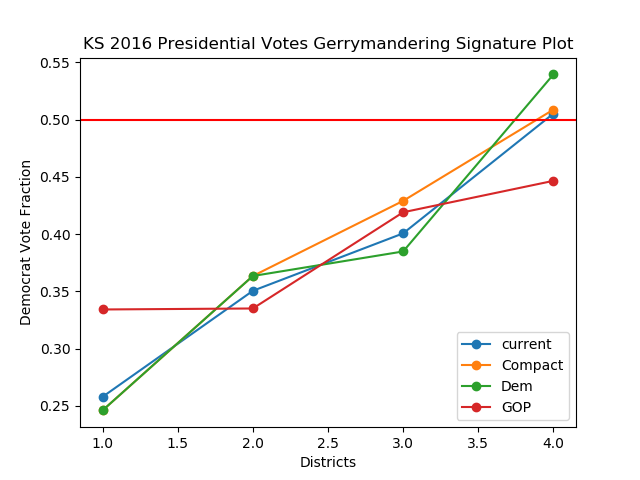 KS 2016 Presidential Votes Gerrymandering Signature Plot
0.55
0.50
0.45
0.40
0.35
0.30
0.25
Democrat Vote Fraction
current
Compact
Dem
GOP
1.0 1.5 2.0 2.5 3.0 3.5 4.0
Districts